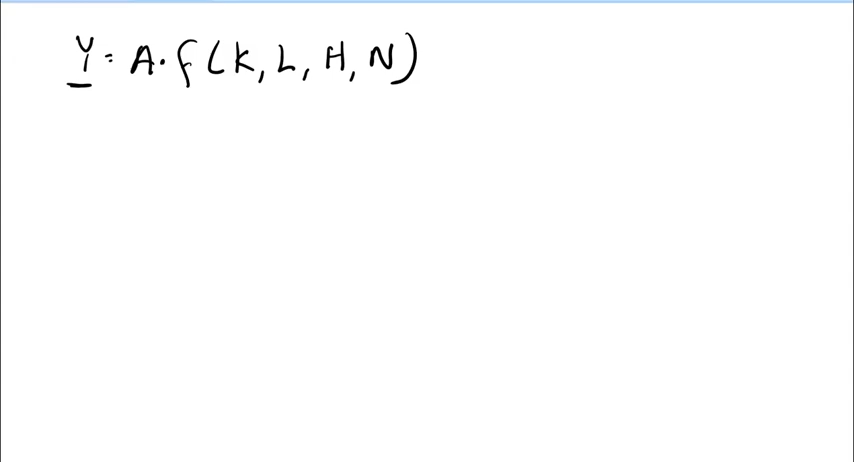 Y = A · f (K, L, H, N)